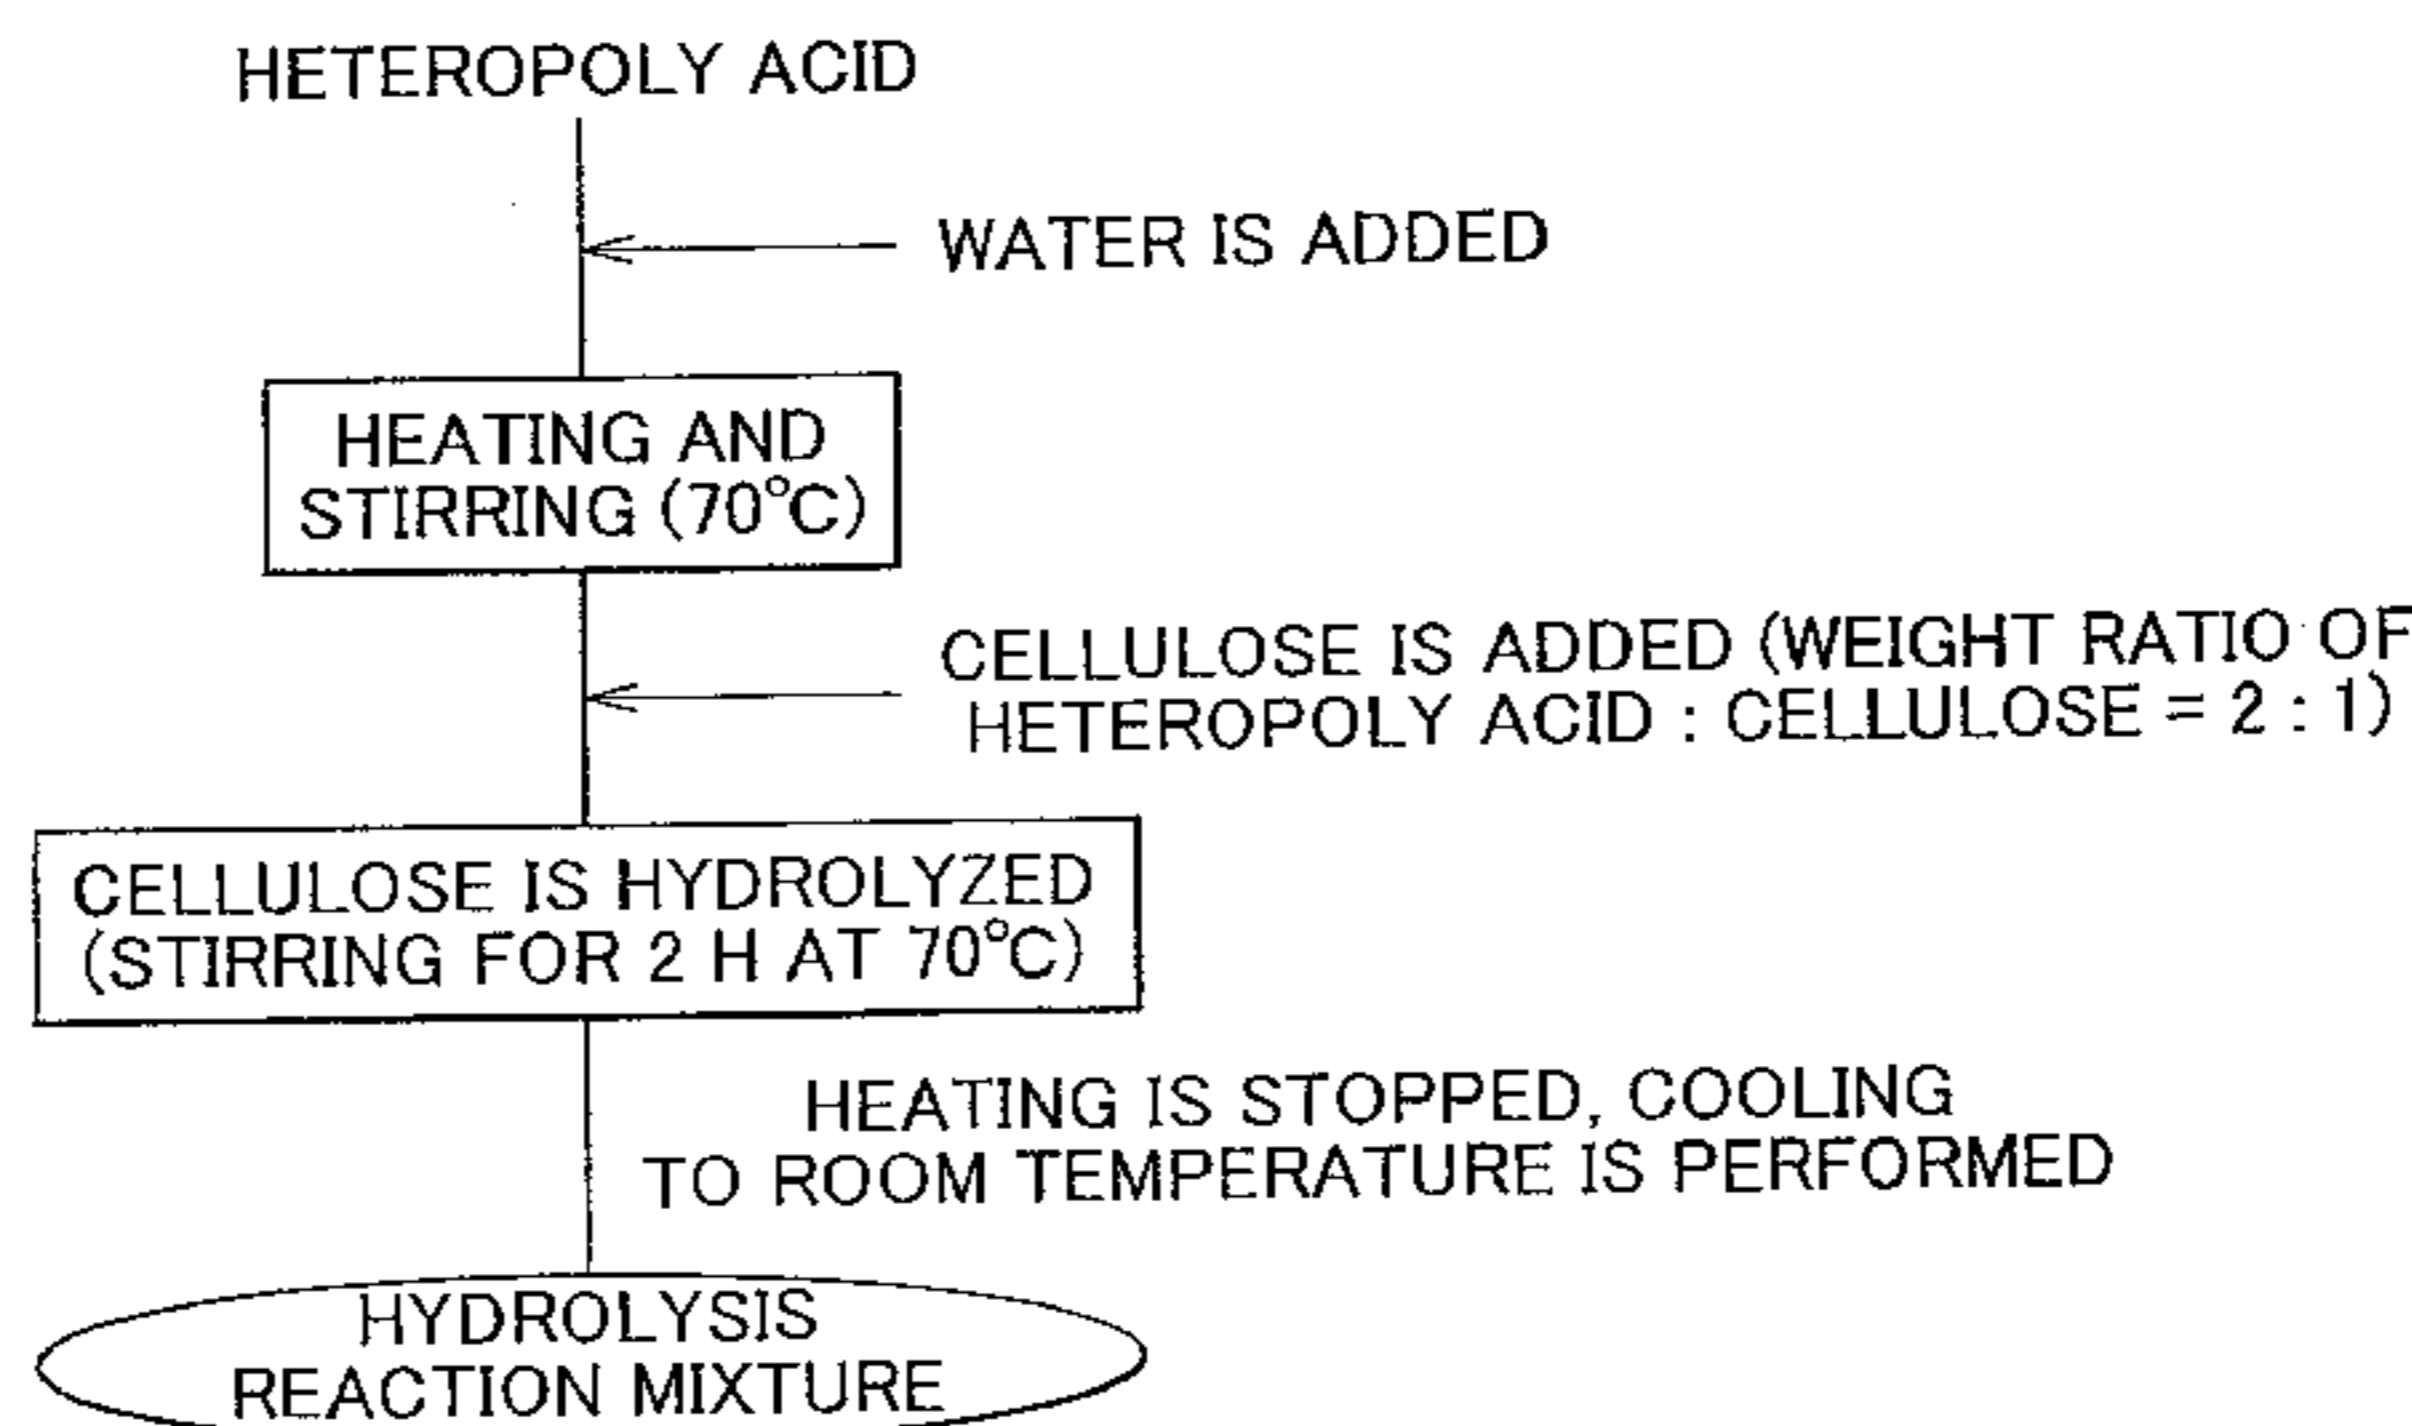 HETEROPOLY ACID
WATER IS ADDED
HEATING AND
STIRRING (70°C)
CELLULOSE IS ADDED (WEIGHT RATIO OF
HETEROPOLY ACID : CELLULOSE = 2 : 1)
CELLULOSE IS HYDROLYZED
(STIRRING FOR 2 H AT 70°C)
HEATING IS STOPPED, COOLING
TO ROOM TEMPERATURE IS PERFORMED
HYDROLYSIS
REACTION MIXTURE